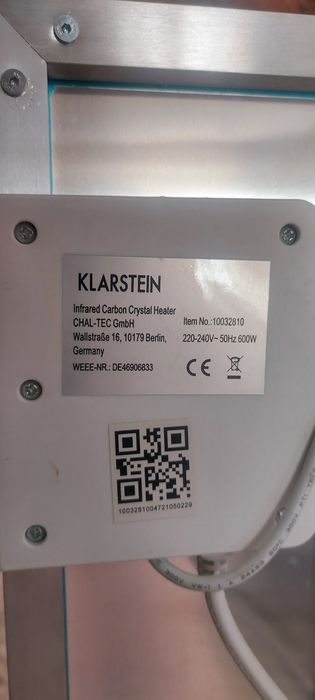 KLARSTEIN
Infrared Carbon Crystal Heater
CHAL-TEC GmbH
Item No.:10032810
Wallstraße 16, 10179 Berlin,
220-240V~ 50Hz 600W
Germany
WEEE-NR.: DE46906833
CE
1003281004721050229